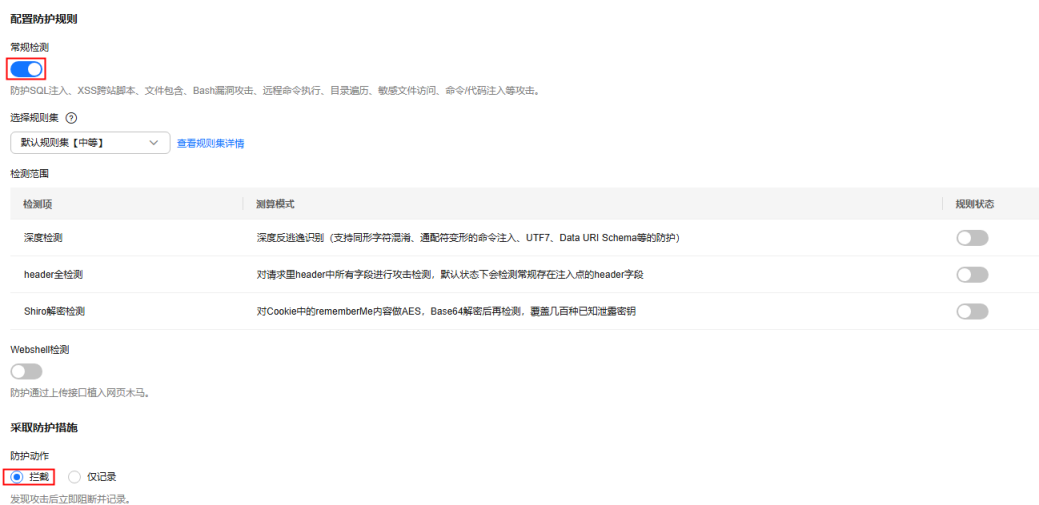 配置防护规则
常规检测
防护SQL注入、XSS跨站脚本、文件包含、Bash漏洞攻击、远程命令执行、目录遍历、敏感文件访问、命令/代码注入等攻击。
选择规则集 ?
默认规则集【中等】 查看规则集详情
检测范围
检测项 测算模式 规则状态
深度检测 深度反逃逸识别（支持同形字符混淆、通配符变形的命令注入、UTF7、Data URI Schema等的防护）
header全检测 对请求里header中所有字段进行攻击检测，默认状态下会检测常规存在注入点的header字段
Shiro解密检测 对Cookie中的rememberMe内容做AES，Base64解密后再检测，覆盖几百种已知泄露密钥
Webshell检测
防护通过上传接口植入网页木马。
采取防护措施
防护动作
拦截 仅记录
发现攻击后立即阻断并记录。